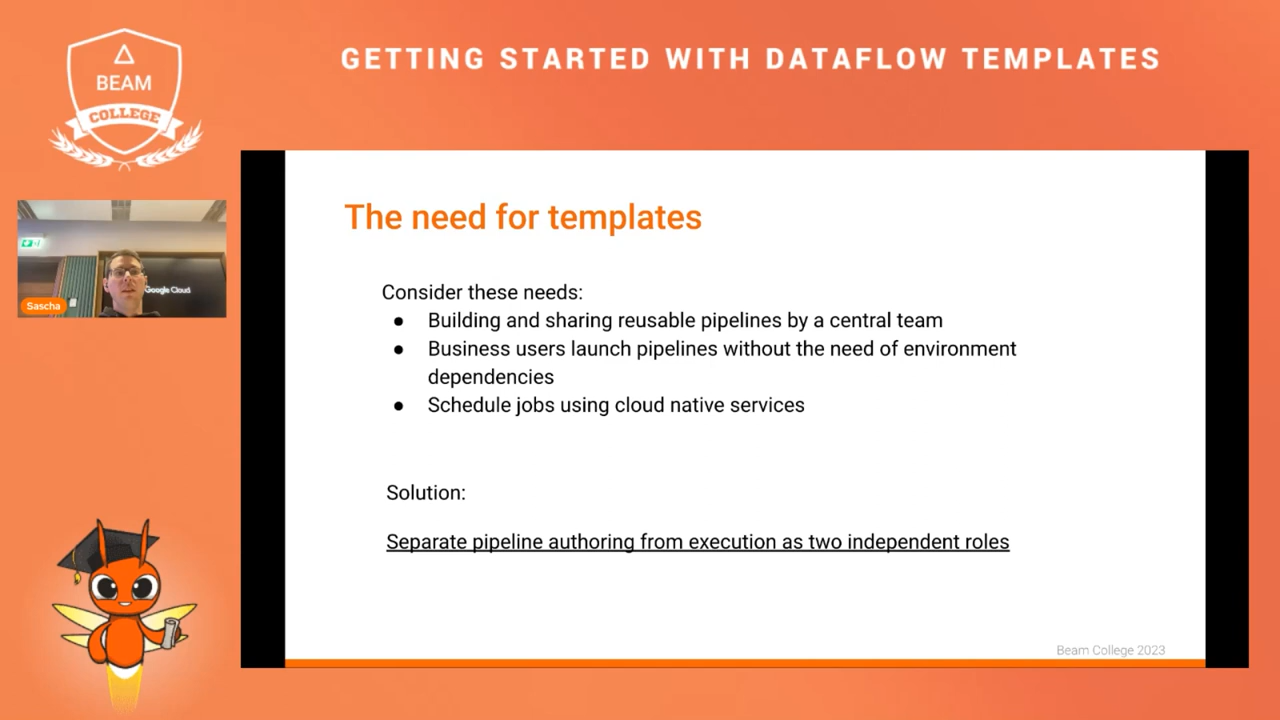 GETTING STARTED WITH DATAFLOW TEMPLATES
BEAM
COLLEGE
Google Cloud
Sascha
The need for templates
Consider these needs:
● Building and sharing reusable pipelines by a central team
● Business users launch pipelines without the need of environment
dependencies
● Schedule jobs using cloud native services
Solution:
Separate pipeline authoring from execution as two independent roles
Beam College 2023